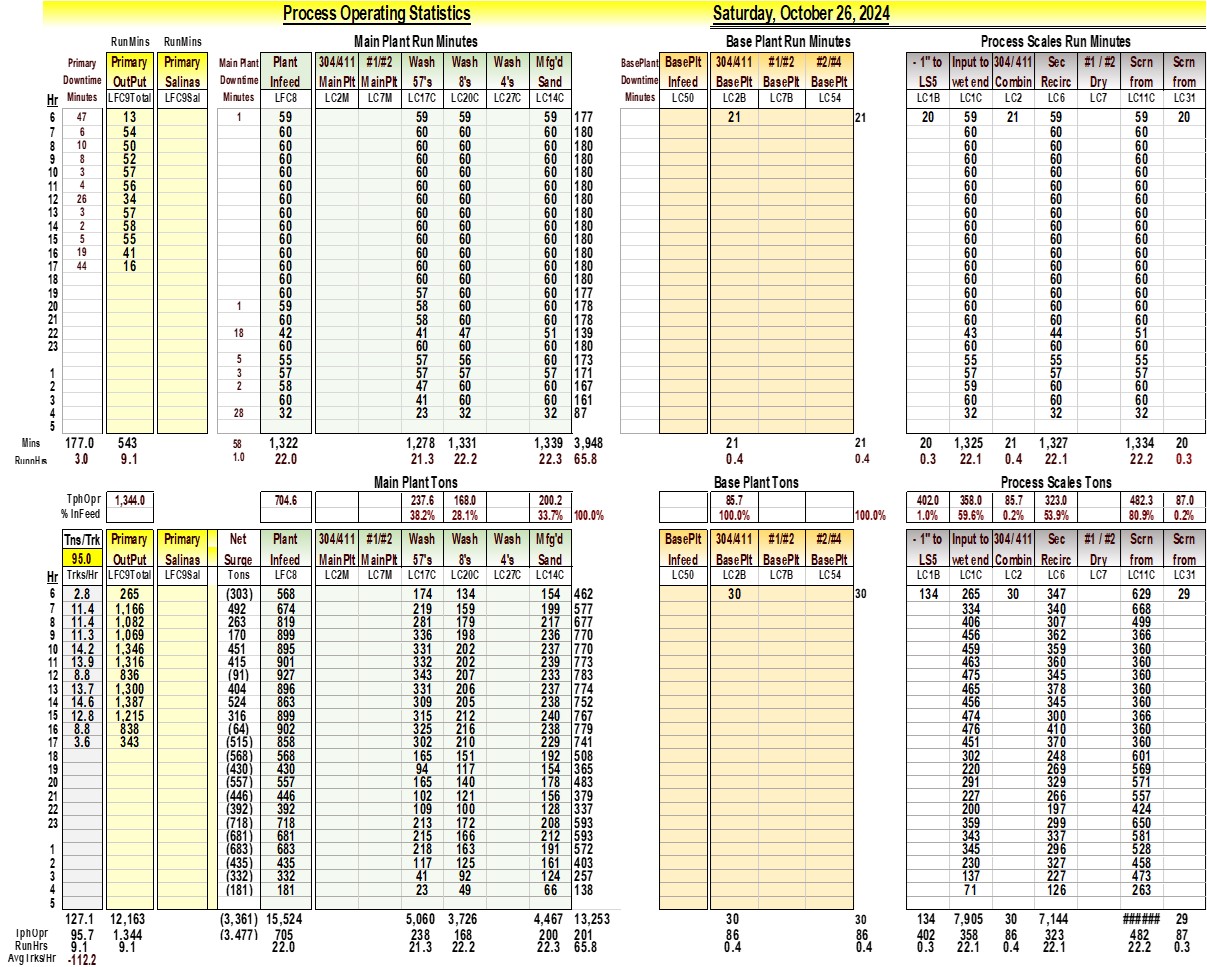 Process Operating Statistics Saturday, October 26, 2024
RunMins RunMins Main Plant Run Minutes Base Plant Run Minutes Process Scales Run Minutes
Primary Primary Primary Main Plant Plant 304/411 #1/#2 Wash Wash Wash Mfg'd BasePlant BasePlt 304/411 #1/#2 #2/#4 - 1" to Input to 304/411 Sec #1 / #2 Scrn Scrn
Downtime OutPut Salinas Downtime Infeed MainPlt MainPlt 57's 8's 4's Sand Downtime Infeed BasePlt BasePlt BasePlt LS5 wet end Combin Recirc Dry from from
Hr Minutes LFC9Total LFC9Sal Minutes LFC8 LC2M LC7M LC17C LC20C LC27C LC14C Minutes LC50 LC2B LC7B LC54 LC1B LC1C LC2 LC6 LC7 LC11C LC31
6 47 13 1 59 59 59 59 177 21 21 20 59 21 59 59 20
7 6 54 60 60 60 60 180 60 60 60
8 10 50 60 60 60 60 180 60 60 60
9 8 52 60 60 60 60 180 60 60 60
10 3 57 60 60 60 60 180 60 60 60
11 4 56 60 60 60 60 180 60 60 60
12 26 34 60 60 60 60 180 60 60 60
13 3 57 60 60 60 60 180 60 60 60
14 2 58 60 60 60 60 180 60 60 60
15 5 55 60 60 60 60 180 60 60 60
16 19 41 60 60 60 60 180 60 60 60
17 44 16 60 60 60 60 180 60 60 60
18 60 60 60 60 180 60 60 60
19 60 57 60 60 177 60 60 60
20 1 59 58 60 60 178 60 60 60
21 60 58 60 60 178 60 60 60
22 18 42 41 47 51 139 43 44 51
23 60 60 60 60 180 60 60 60
5 55 57 56 60 173 55 55 55
1 3 57 57 57 57 171 57 57 57
2 2 58 47 60 60 167 59 60 60
3 60 41 60 60 161 60 60 60
4 28 32 23 32 32 87 32 32 32
5
Mins 177.0 543 58 1,322 1,278 1,331 1,339 3,948 21 21 20 1,325 21 1,327 1,334 20
RunnHrs 3.0 9.1 1.0 22.0 21.3 22.2 22.3 65.8 0.4 0.4 0.3 22.1 0.4 22.1 22.2 0.3
Main Plant Tons Base Plant Tons Process Scales Tons
TphOpr 1,344.0 704.6 237.6 168.0 200.2 85.7 402.0 358.0 85.7 323.0 482.3 87.0
% InFeed 38.2% 28.1% 33.7% 100.0% 100.0% 100.0% 1.0% 59.6% 0.2% 53.9% 80.9% 0.2%
Tns/Trk Primary Primary Net Plant 304/411 #1/#2 Wash Wash Wash Mfg'd BasePlt 304/411 #1/#2 #2/#4 - 1" to Input to 304/411 Sec #1 / #2 Scrn Scrn
95.0 OutPut Salinas Surge Infeed MainPlt MainPlt 57's 8's 4's Sand Infeed BasePlt BasePlt BasePlt LS5 wet end Combin Recirc Dry from from
Hr Trks/Hr LFC9Total LFC9Sal Tons LFC8 LC2M LC7M LC17C LC20C LC27C LC14C LC50 LC2B LC7B LC54 LC1B LC1C LC2 LC6 LC7 LC11C LC31
6 2.8 265 (303) 568 174 134 154 462 30 30 134 265 30 347 629 29
7 11.4 1,166 492 674 219 159 199 577 334 340 668
8 11.4 1,082 263 819 281 179 217 677 406 307 499
9 11.3 1,069 170 899 336 198 236 770 456 362 366
10 14.2 1,346 451 895 331 202 237 770 459 359 360
11 13.9 1,316 415 901 332 202 239 773 463 360 360
12 8.8 836 (91) 927 343 207 233 783 475 345 360
13 13.7 1,300 404 896 331 206 237 774 465 378 360
14 14.6 1,387 524 863 309 205 238 752 456 345 360
15 12.8 1,215 316 899 315 212 240 767 474 300 366
16 8.8 838 (64) 902 325 216 238 779 476 410 360
17 3.6 343 (515) 858 302 210 229 741 451 370 360
18 (568) 568 165 151 192 508 302 248 601
19 (430) 430 94 117 154 365 220 269 569
20 (557) 557 165 140 178 483 291 329 571
21 (446) 446 102 121 156 379 227 266 557
22 (392) 392 109 100 128 337 200 197 424
23 (718) 718 213 172 208 593 359 299 650
(681) 681 215 166 212 593 343 337 581
1 (683) 683 218 163 191 572 345 296 528
2 (435) 435 117 125 161 403 230 327 458
3 (332) 332 41 92 124 257 137 227 473
4 (181) 181 23 49 66 138 71 126 263
5
127.1 12,163 (3,361) 15,524 5,060 3,726 4,467 13,253 30 30 134 7,905 30 7,144 ###### 29
TphOpr 95.7 1,344 (3,477) 705 238 168 200 201 86 86 402 358 86 323 482 87
RunHrs 9.1 9.1 22.0 21.3 22.2 22.3 65.8 0.4 0.4 0.3 22.1 0.4 22.1 22.2 0.3
AvgTrks/Hr -112.2